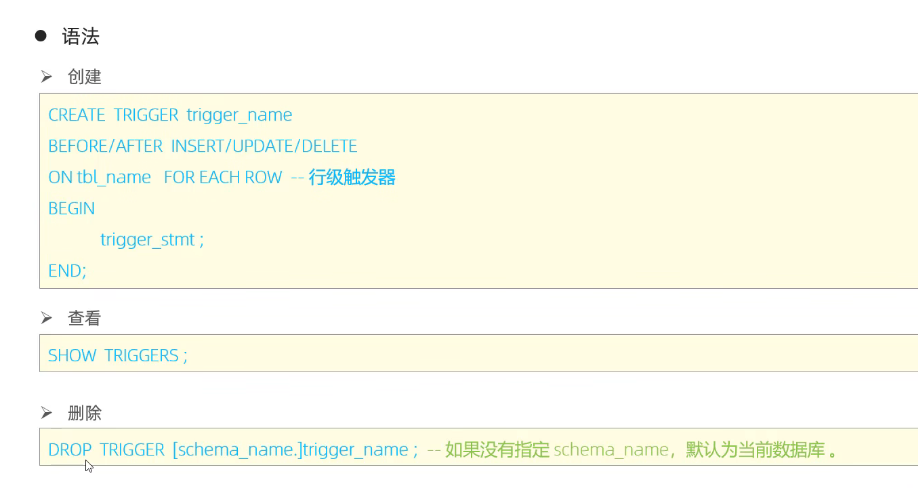 语法
创建
CREATE TRIGGER trigger_name
BEFORE/AFTER INSERT/UPDATE/DELETE
ON tbl_name FOR EACH ROW -- 行级触发器
BEGIN
trigger_stmt ;
END;
查看
SHOW TRIGGERS ;
删除
DROP TRIGGER [schema_name.]trigger_name ; -- 如果没有指定 schema_name，默认为当前数据库 。